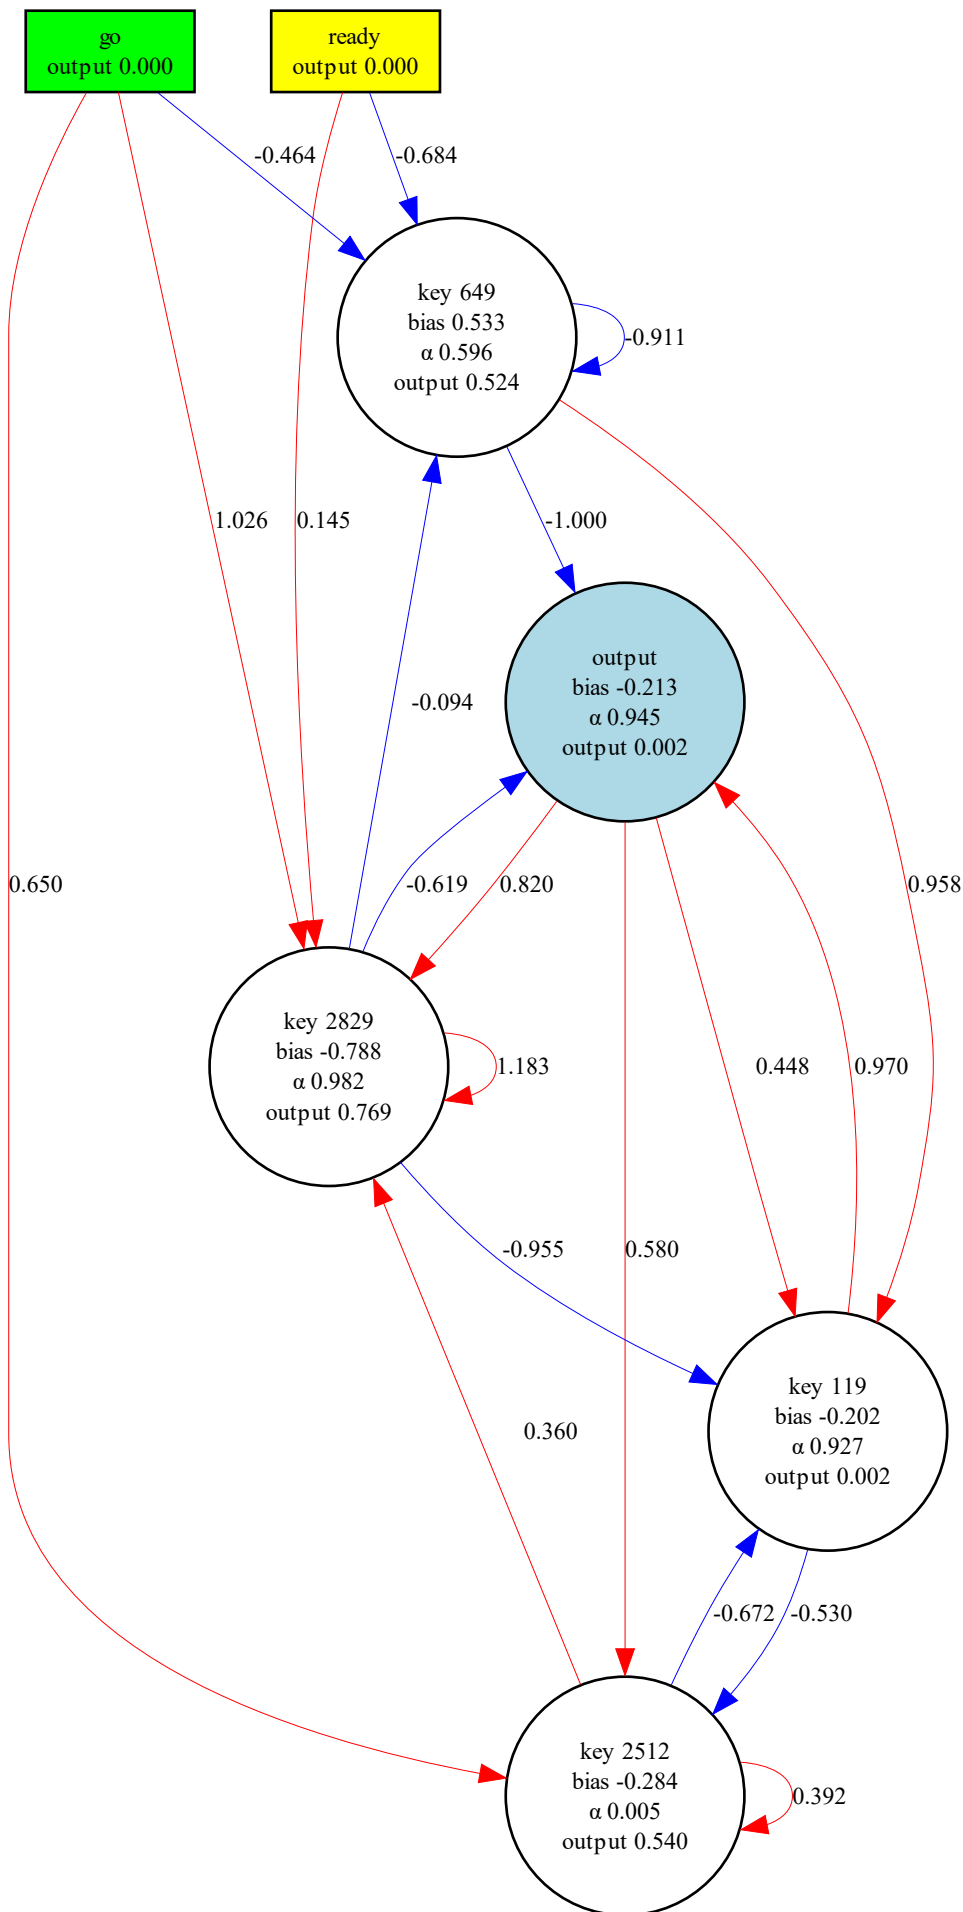 go
output 0.000
ready
output 0.000
-0.464
-0.684
key 649
bias 0.533
α 0.596
output 0.524
-0.911
1.026
0.145
-1.000
output
bias -0.213
α 0.945
output 0.002
-0.094
0.650
-0.619
0.820
0.958
key 2829
bias -0.788
α 0.982
output 0.769
1.183
0.448
0.970
-0.955
0.580
key 119
bias -0.202
α 0.927
output 0.002
0.360
-0.672
-0.530
key 2512
bias -0.284
α 0.005
output 0.540
0.392